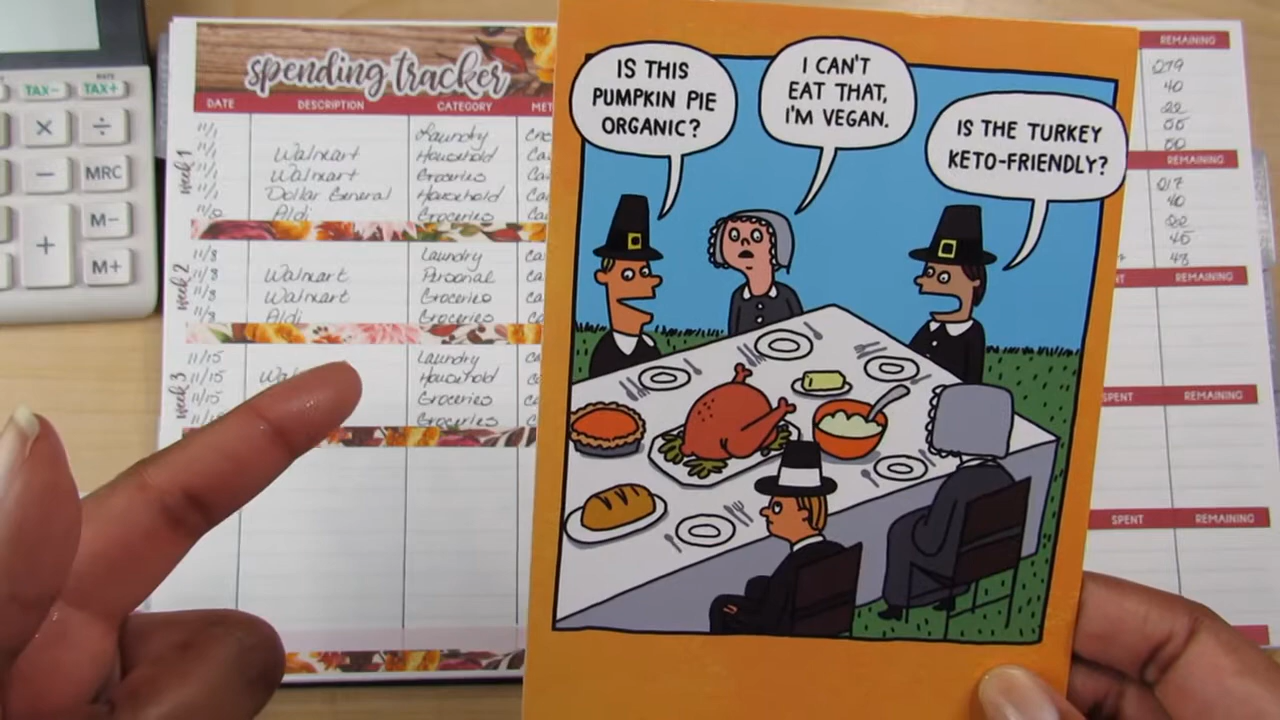 TAX- TAX+
RATE
× ÷
- MRC
+ M-
M+
spending tracker
DATE DESCRIPTION CATEGORY MET
week 1
11/1 Laundry
11/1 Walmart Household
11/1 Walmart Groceries
11/1 Dollar General Household
Aldi Groceries
week 2
11/8 Laundry
11/8 Walmart Personal
11/8 Walmart Groceries
11/8 Aldi Groceries
week 3
11/15 Laundry
11/15 Household
11/15 Groceries
Groceries
IS THIS
PUMPKIN PIE
ORGANIC?
I CAN'T
EAT THAT,
I'M VEGAN.
IS THE TURKEY
KETO-FRIENDLY?
REMAINING
40
REMAINING
40
45
REMAINING
SPENT REMAINING
SPENT REMAINING